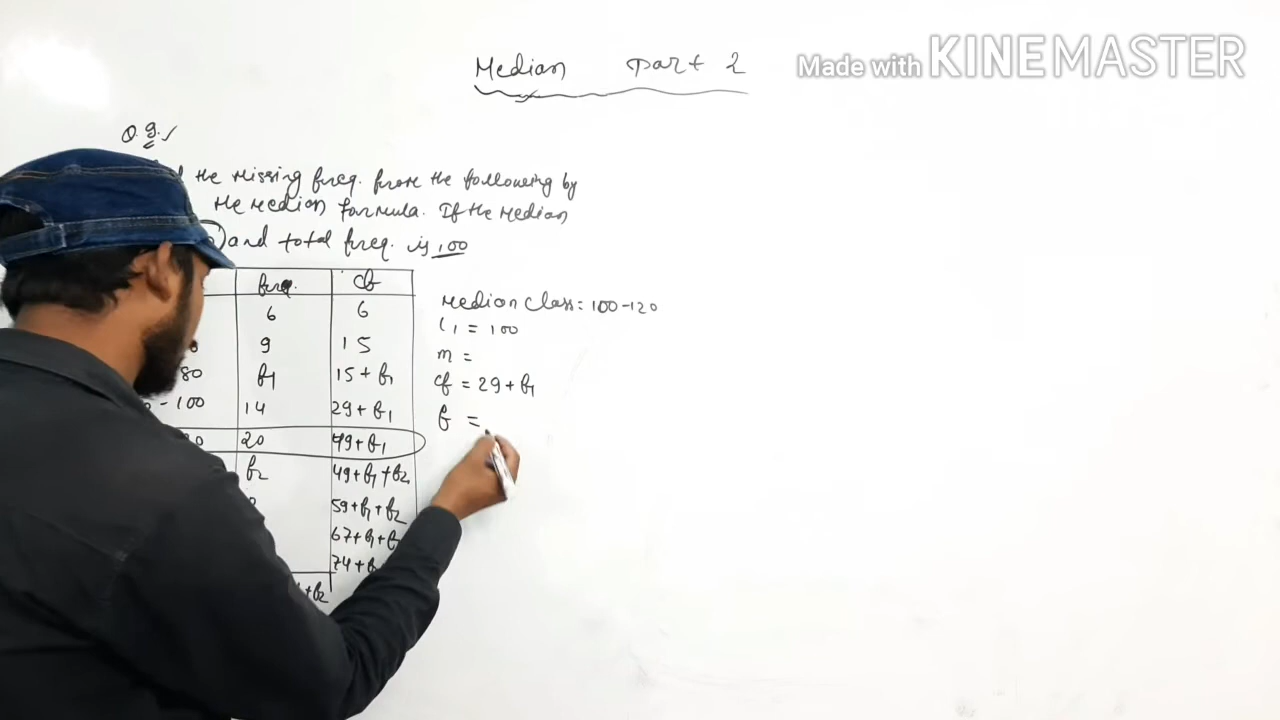 Median Part 2
Made with KINEMASTER
Q.9.
the missing freq. from the following by
the median formula. If the median
and total freq. is 100
freq. cf
6 6
9 15
80 f1 15 + f1
- 100 14 29 + f1
20 49 + f1
f2 49 + f1 + f2
59 + f1 + f2
67 + f1 +
74 +
+ f2
Median Class = 100-120
l1 = 100
m =
cf = 29 + f1
f =